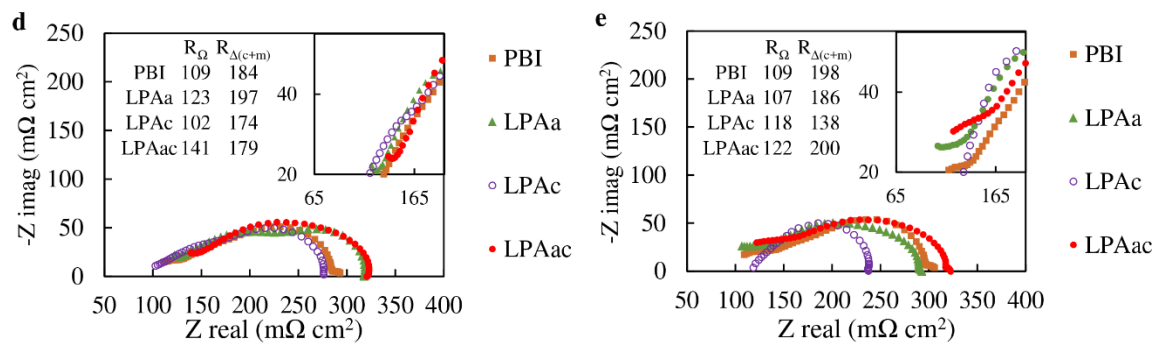 d
250
200
150
100
50
0
-Z imag (mΩ cm²)
50 100 150 200 250 300 350 400
Z real (mΩ cm²)
R_Ω R_Δ(c+m)
PBI 109 184
LPAa 123 197
LPAc 102 174
LPAac 141 179
40
20
65 165
PBI
LPAa
LPAc
LPAac
e
250
200
150
100
50
0
-Z imag (mΩ cm²)
50 100 150 200 250 300 350 400
Z real (mΩ cm²)
R_Ω R_Δ(c+m)
PBI 109 198
LPAa 107 186
LPAc 118 138
LPAac 122 200
40
20
65 165
PBI
LPAa
LPAc
LPAac